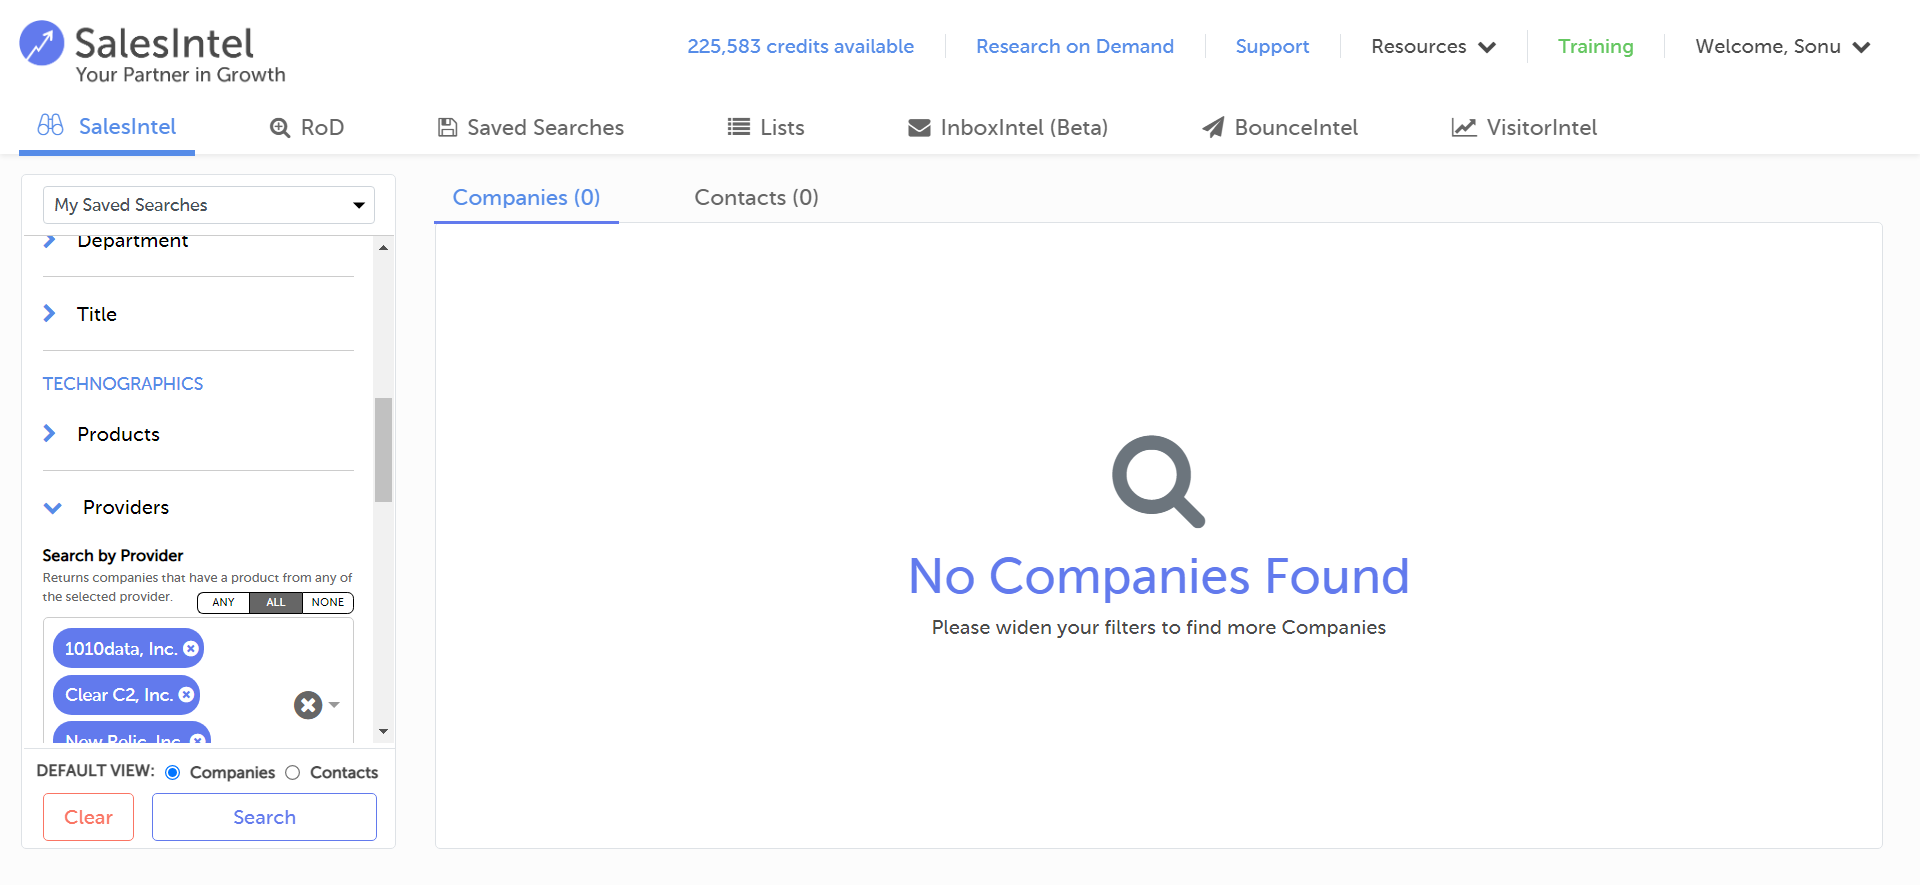 SalesIntel
Your Partner in Growth
225,583 credits available
Research on Demand
Support
Resources
Training
Welcome, Sonu
SalesIntel
RoD
Saved Searches
Lists
InboxIntel (Beta)
BounceIntel
VisitorIntel
My Saved Searches
Department
Title
TECHNOGRAPHICS
Products
Providers
Search by Provider
Returns companies that have a product from any of
the selected provider.
ANY ALL NONE
1010data, Inc.
Clear C2, Inc.
New Relic, Inc.
DEFAULT VIEW: Companies Contacts
Clear
Search
Companies (0)
Contacts (0)
No Companies Found
Please widen your filters to find more Companies